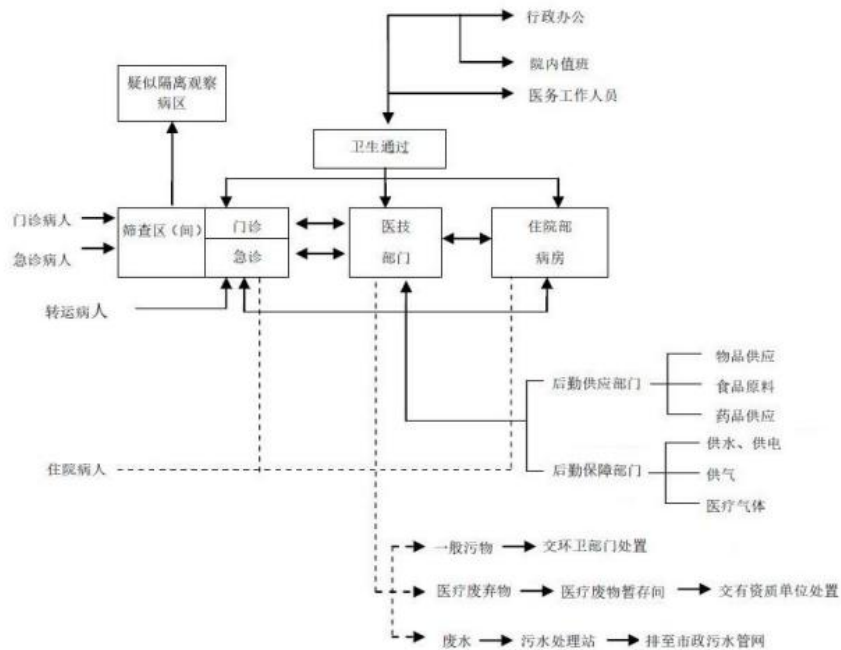 行政办公
院内值班
医务工作人员
疑似隔离观察
病区
卫生通过
门诊病人
急诊病人
筛查区（间）
门诊
急诊
医技
部门
住院部
病房
转运病人
物品供应
后勤供应部门
食品原料
药品供应
供水、供电
住院病人
后勤保障部门
供气
医疗气体
一般污物
交环卫部门处置
医疗废弃物
医疗废物暂存间
交有资质单位处置
废水
污水处理站
排至市政污水管网